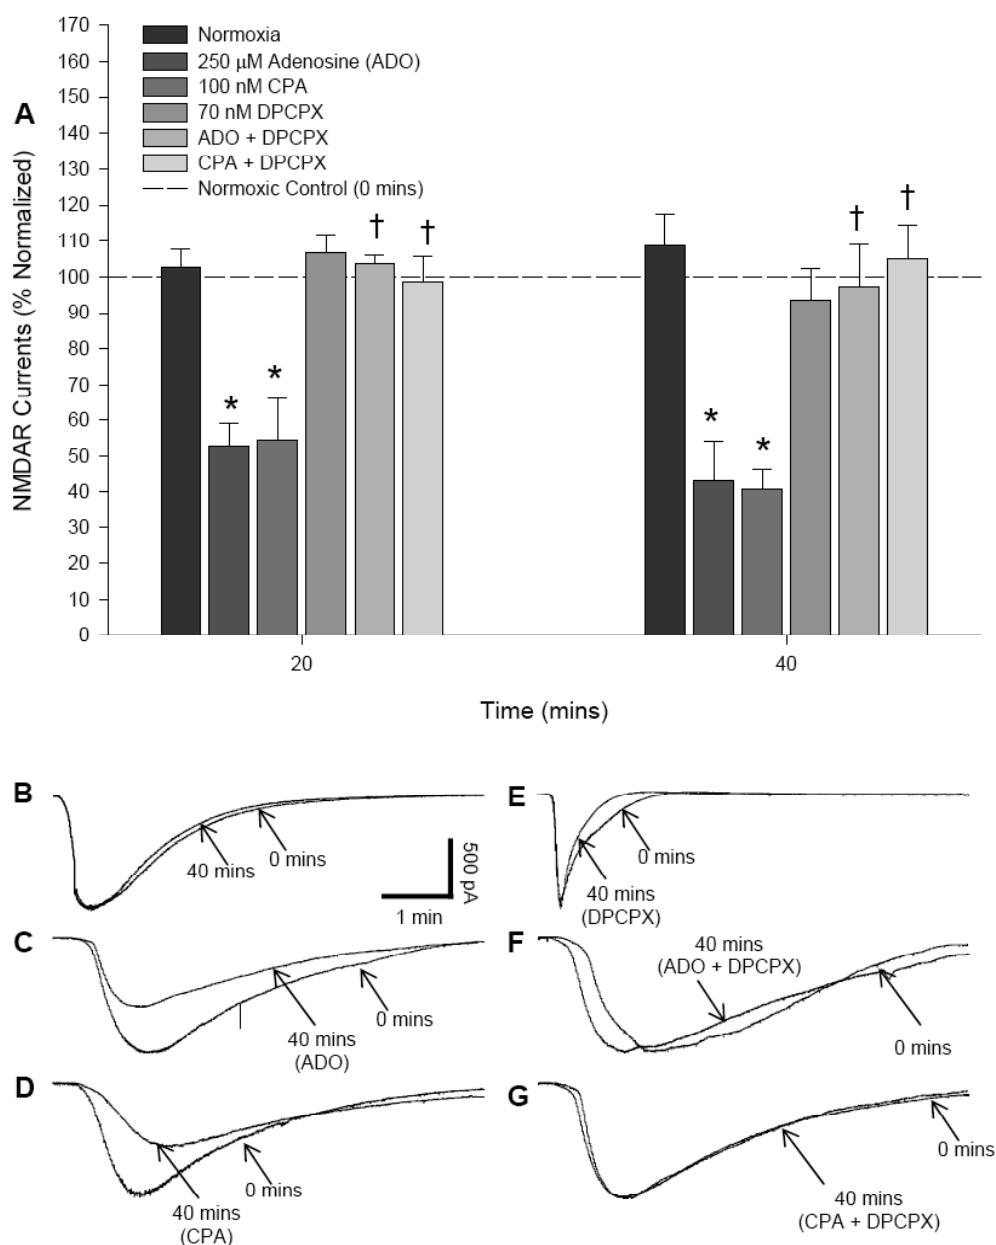 A
NMDAR Currents (% Normalized)
170
160
150
140
130
120
110
100
90
80
70
60
50
40
30
20
10
0
Normoxia
250 μM Adenosine (ADO)
100 nM CPA
70 nM DPCPX
ADO + DPCPX
CPA + DPCPX
Normoxic Control (0 mins)
* * † †
* * † †
20
40
Time (mins)
B
40 mins
0 mins
500 pA
1 min
E
0 mins
40 mins
(DPCPX)
C
0 mins
40 mins
(ADO)
F
40 mins
(ADO + DPCPX)
0 mins
D
0 mins
40 mins
(CPA)
G
0 mins
40 mins
(CPA + DPCPX)